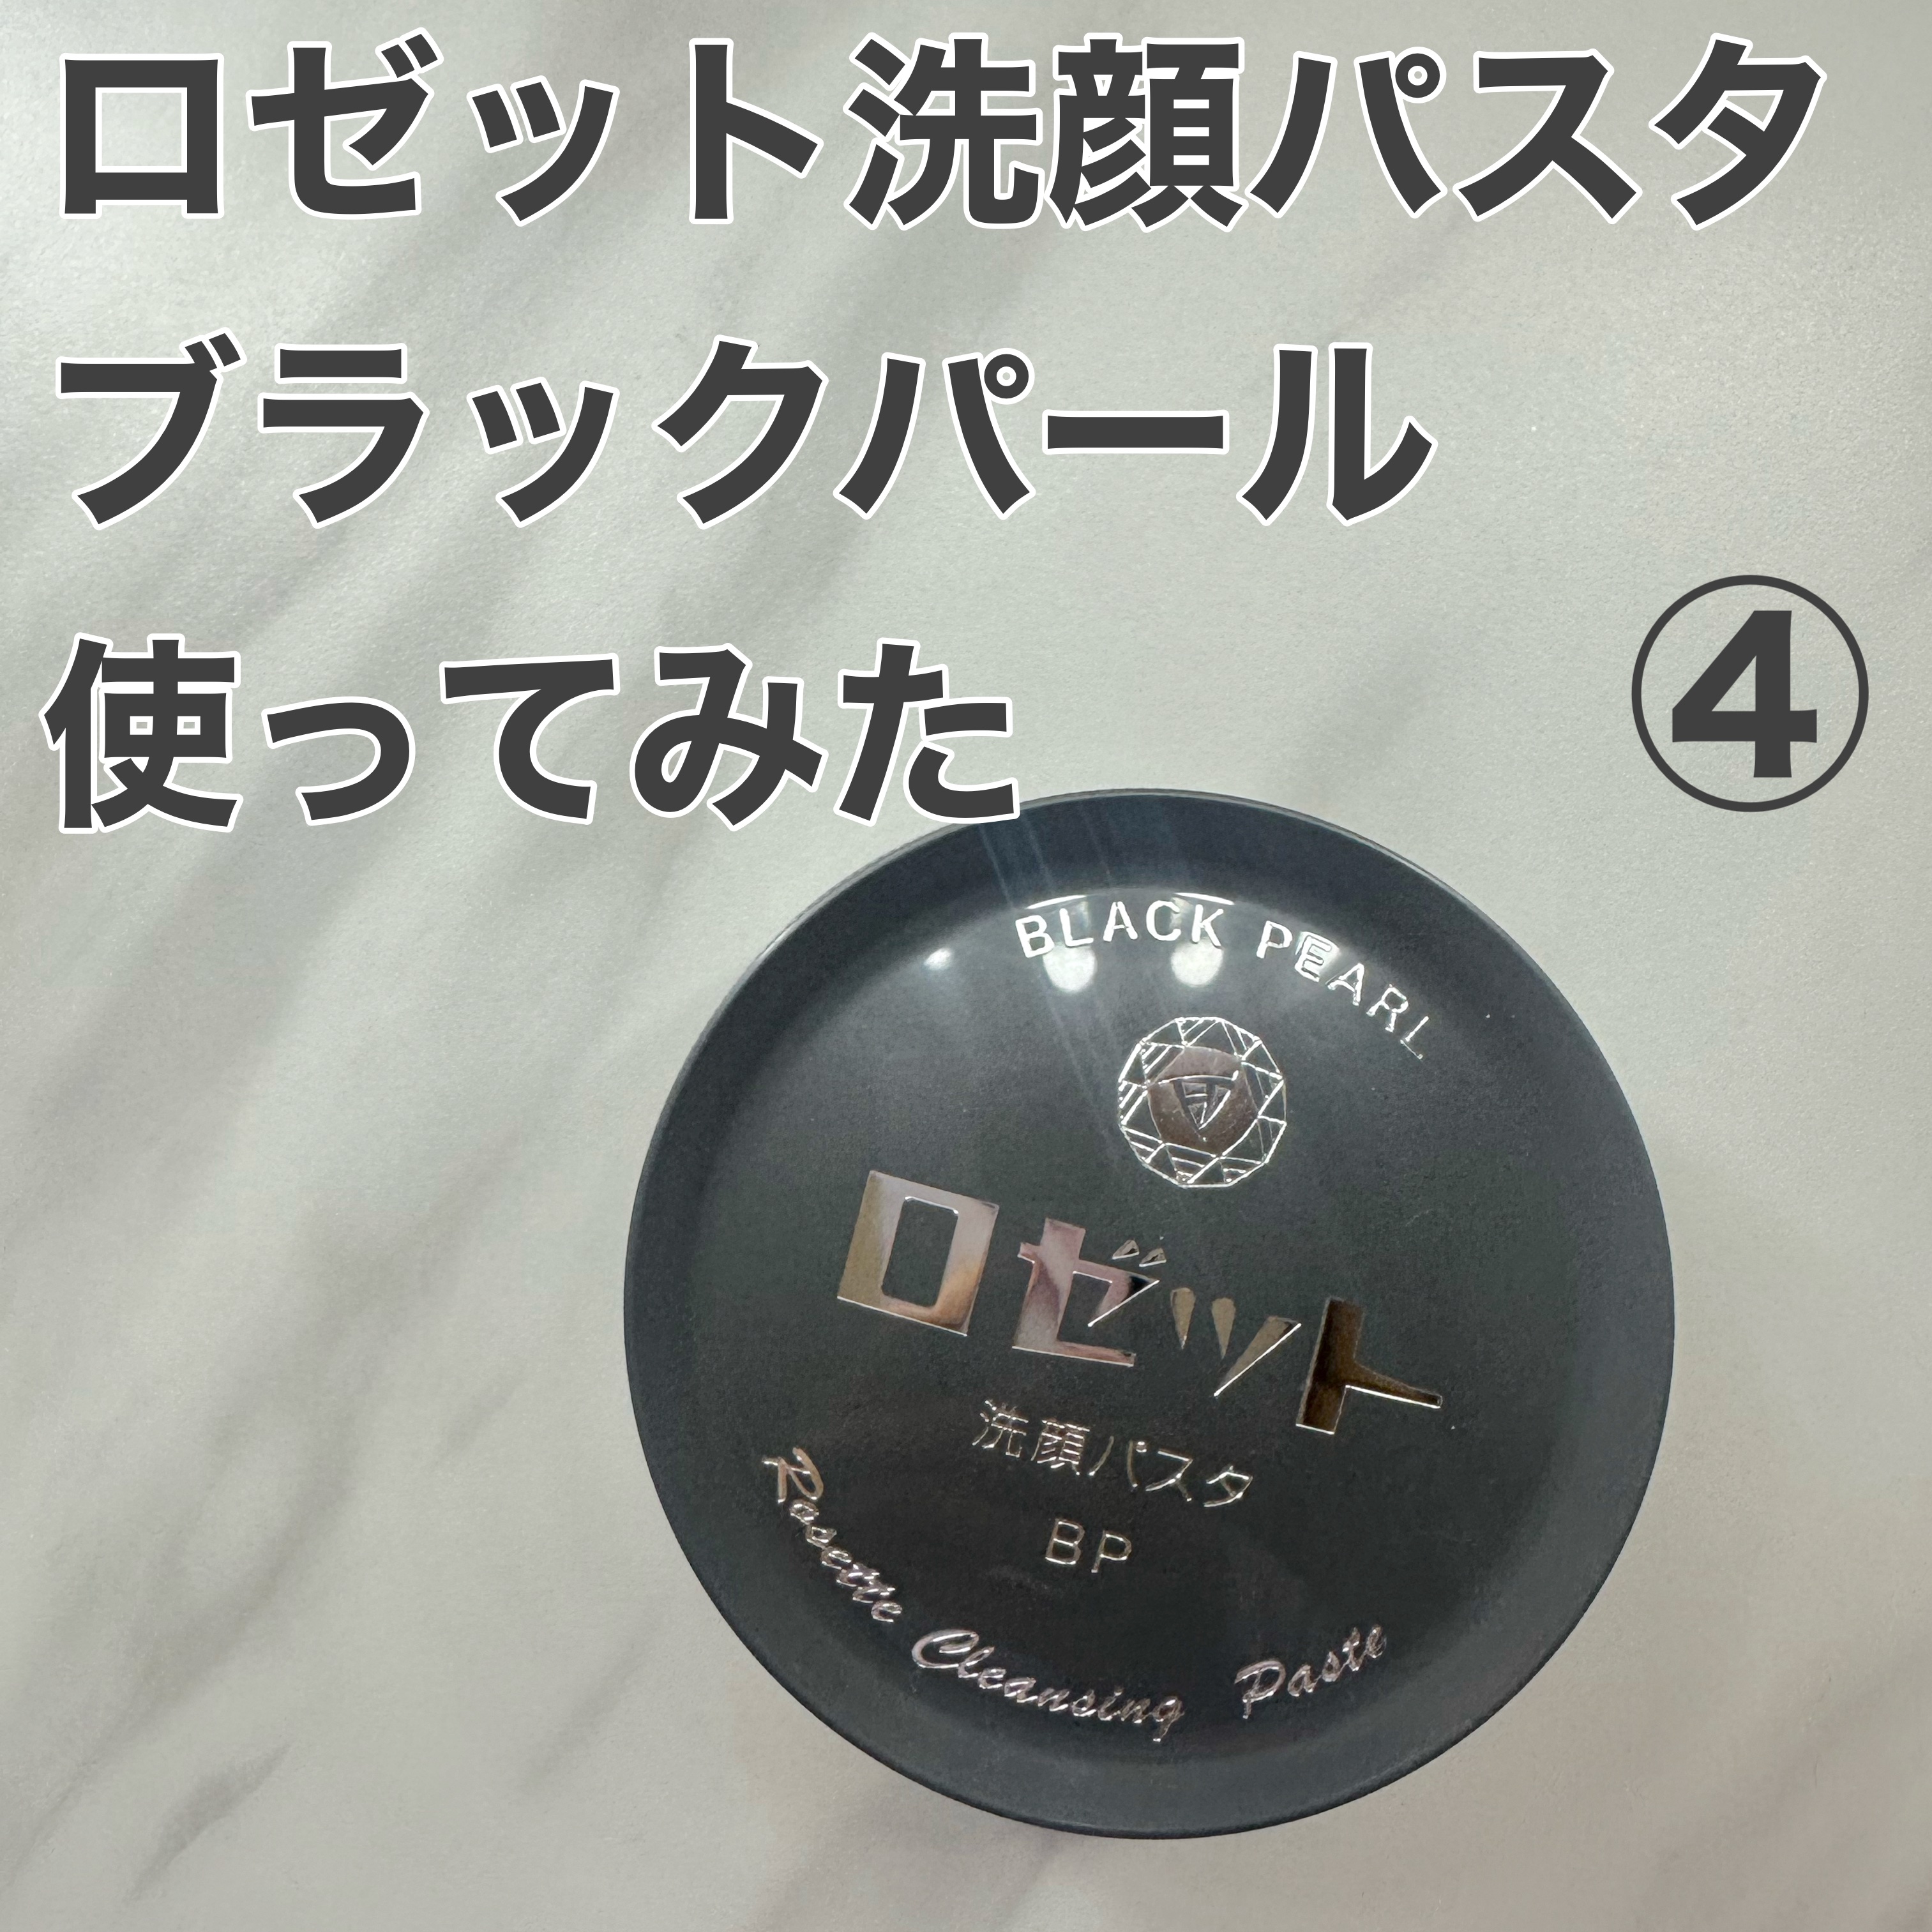 ロゼット洗顔パスタ
ブラックパール
使ってみた
④
BLACK PEARL
ロゼット
洗顔パスタ
BP
Rosette Cleansing Paste